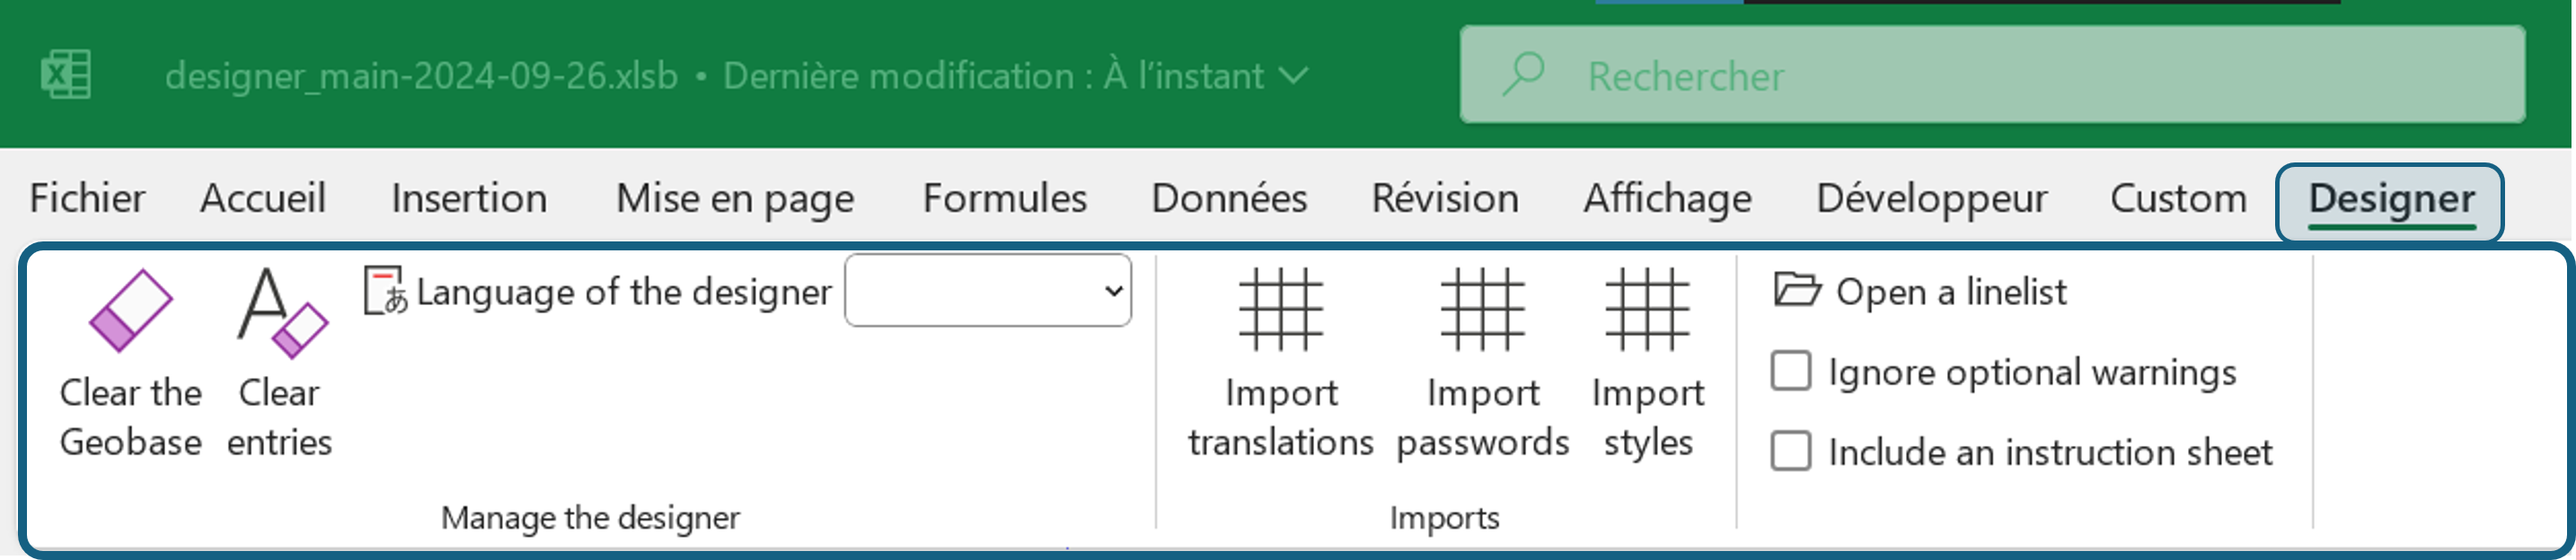 designer_main-2024-09-26.xlsb • Dernière modification : À l'instant
Rechercher
Fichier Accueil Insertion Mise en page Formules Données Révision Affichage Développeur Custom Designer
Clear the
Geobase
Clear
entries
Language of the designer
Manage the designer
Import
translations
Import
passwords
Import
styles
Imports
Open a linelist
Ignore optional warnings
Include an instruction sheet